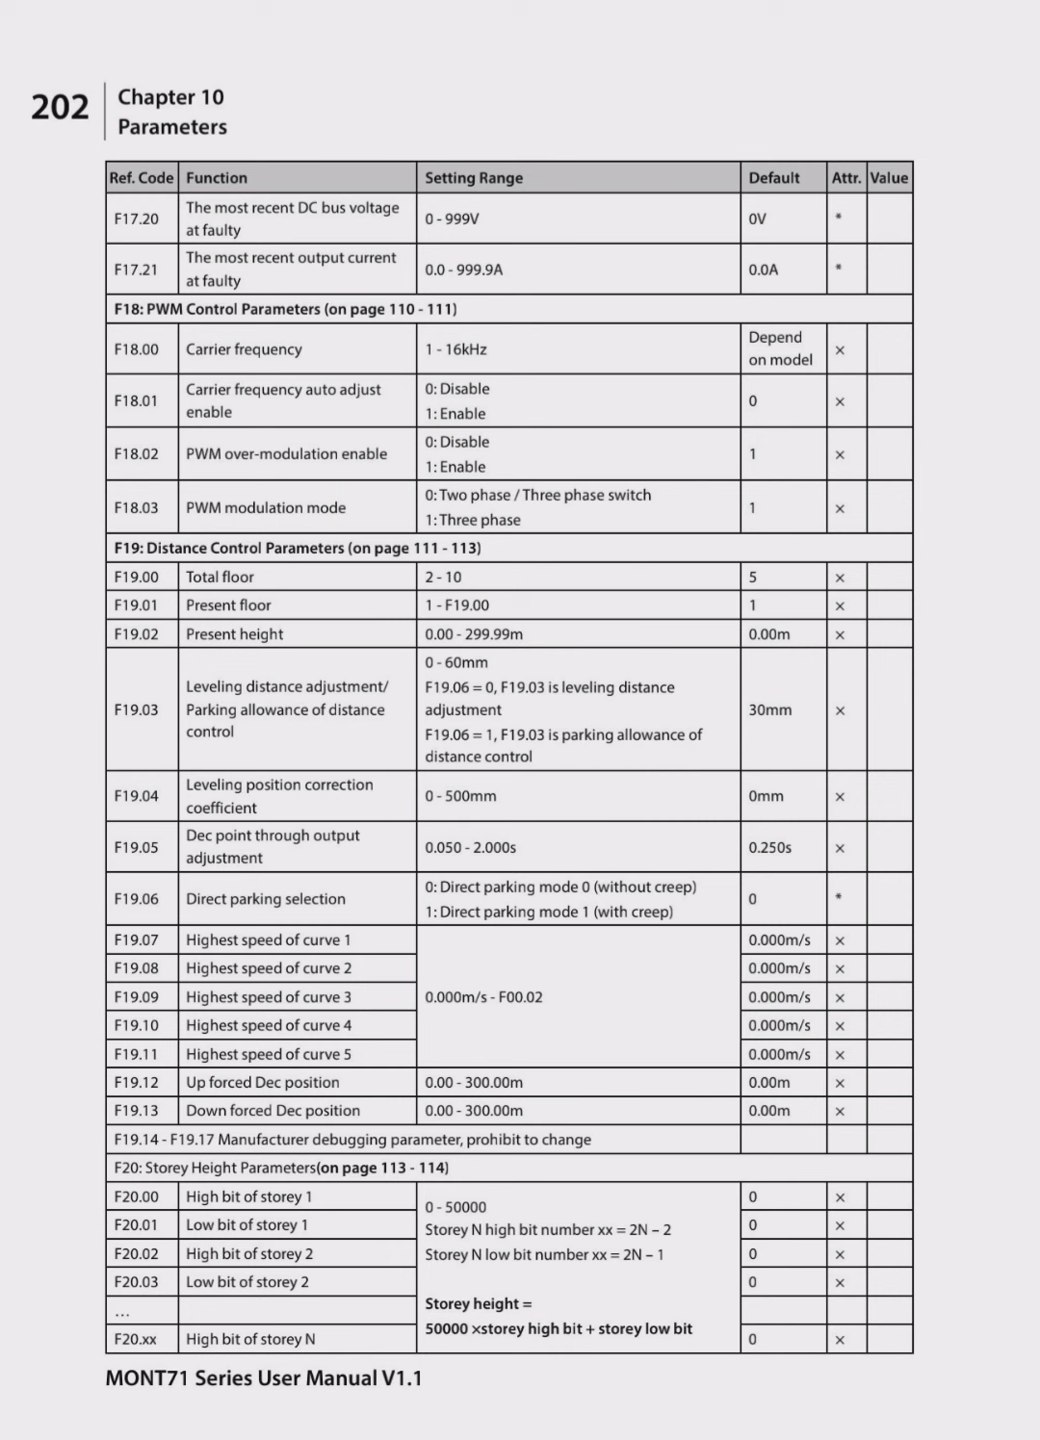 202
Chapter 10
Parameters
Ref. Code Function Setting Range Default Attr. Value
F17.20 The most recent DC bus voltage at faulty 0 - 999V 0V *
F17.21 The most recent output current at faulty 0.0 - 999.9A 0.0A *
F18: PWM Control Parameters (on page 110 - 111)
F18.00 Carrier frequency 1 - 16kHz Depend on model ×
F18.01 Carrier frequency auto adjust enable 0: Disable
1: Enable 0 ×
F18.02 PWM over-modulation enable 0: Disable
1: Enable 1 ×
F18.03 PWM modulation mode 0: Two phase / Three phase switch
1: Three phase 1 ×
F19: Distance Control Parameters (on page 111 - 113)
F19.00 Total floor 2 - 10 5 ×
F19.01 Present floor 1 - F19.00 1 ×
F19.02 Present height 0.00 - 299.99m 0.00m ×
F19.03 Leveling distance adjustment/
Parking allowance of distance
control
0 - 60mm
F19.06 = 0, F19.03 is leveling distance
adjustment
F19.06 = 1, F19.03 is parking allowance of
distance control
30mm ×
F19.04 Leveling position correction coefficient 0 - 500mm 0mm ×
F19.05 Dec point through output adjustment 0.050 - 2.000s 0.250s ×
F19.06 Direct parking selection 0: Direct parking mode 0 (without creep)
1: Direct parking mode 1 (with creep) 0 *
F19.07 Highest speed of curve 1 0.000m/s ×
F19.08 Highest speed of curve 2 0.000m/s ×
F19.09 Highest speed of curve 3 0.000m/s - F00.02 0.000m/s ×
F19.10 Highest speed of curve 4 0.000m/s ×
F19.11 Highest speed of curve 5 0.000m/s ×
F19.12 Up forced Dec position 0.00 - 300.00m 0.00m ×
F19.13 Down forced Dec position 0.00 - 300.00m 0.00m ×
F19.14 - F19.17 Manufacturer debugging parameter, prohibit to change
F20: Storey Height Parameters(on page 113 - 114)
F20.00 High bit of storey 1 0 ×
F20.01 Low bit of storey 1 0 ×
F20.02 High bit of storey 2 0 ×
F20.03 Low bit of storey 2 0 ×
...
F20.xx High bit of storey N 0 ×
0 - 50000
Storey N high bit number xx = 2N – 2
Storey N low bit number xx = 2N – 1
Storey height =
50000 ×storey high bit + storey low bit
MONT71 Series User Manual V1.1